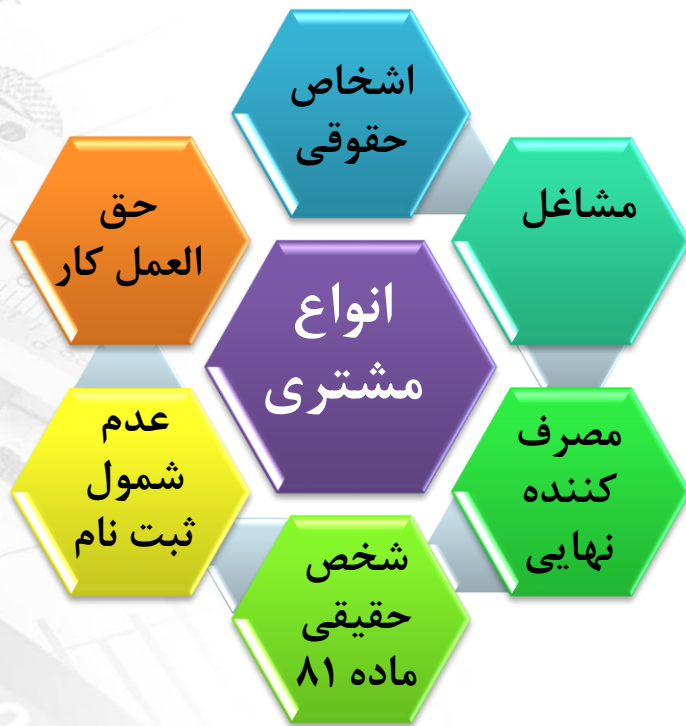 انواع
مشتری
اشخاص
حقوقی
مشاغل
مصرف
کننده
نهایی
شخص
حقیقی
ماده ۸۱
عدم
شمول
ثبت نام
حق
العمل کار